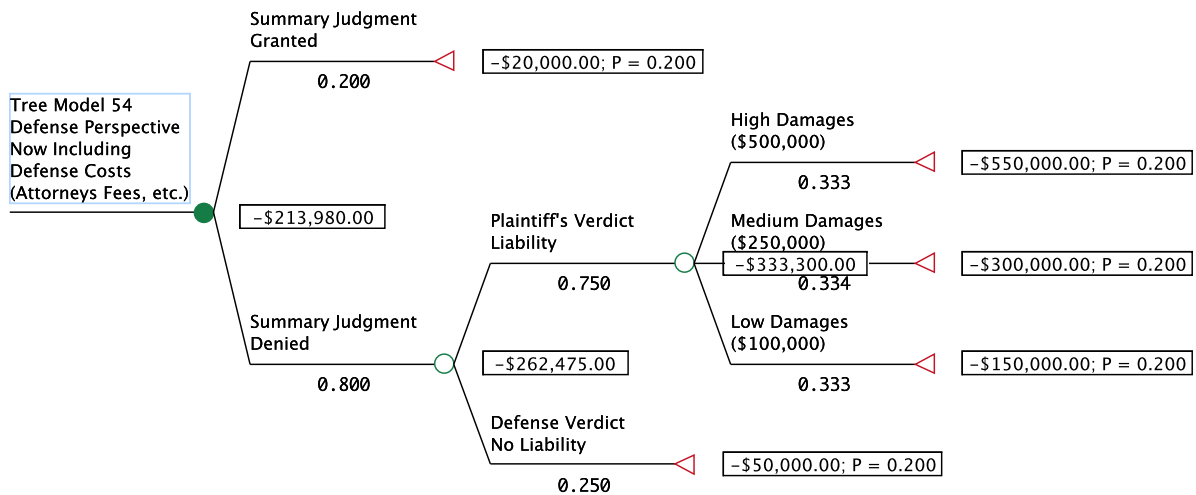 Summary Judgment
Granted
0.200
-$20,000.00; P = 0.200
Tree Model 54
Defense Perspective
Now Including
Defense Costs
(Attorneys Fees, etc.)
-$213,980.00
Summary Judgment
Denied
0.800
-$262,475.00
Plaintiff's Verdict
Liability
0.750
-$333,300.00
High Damages
($500,000)
0.333
-$550,000.00; P = 0.200
Medium Damages
($250,000)
0.334
-$300,000.00; P = 0.200
Low Damages
($100,000)
0.333
-$150,000.00; P = 0.200
Defense Verdict
No Liability
0.250
-$50,000.00; P = 0.200